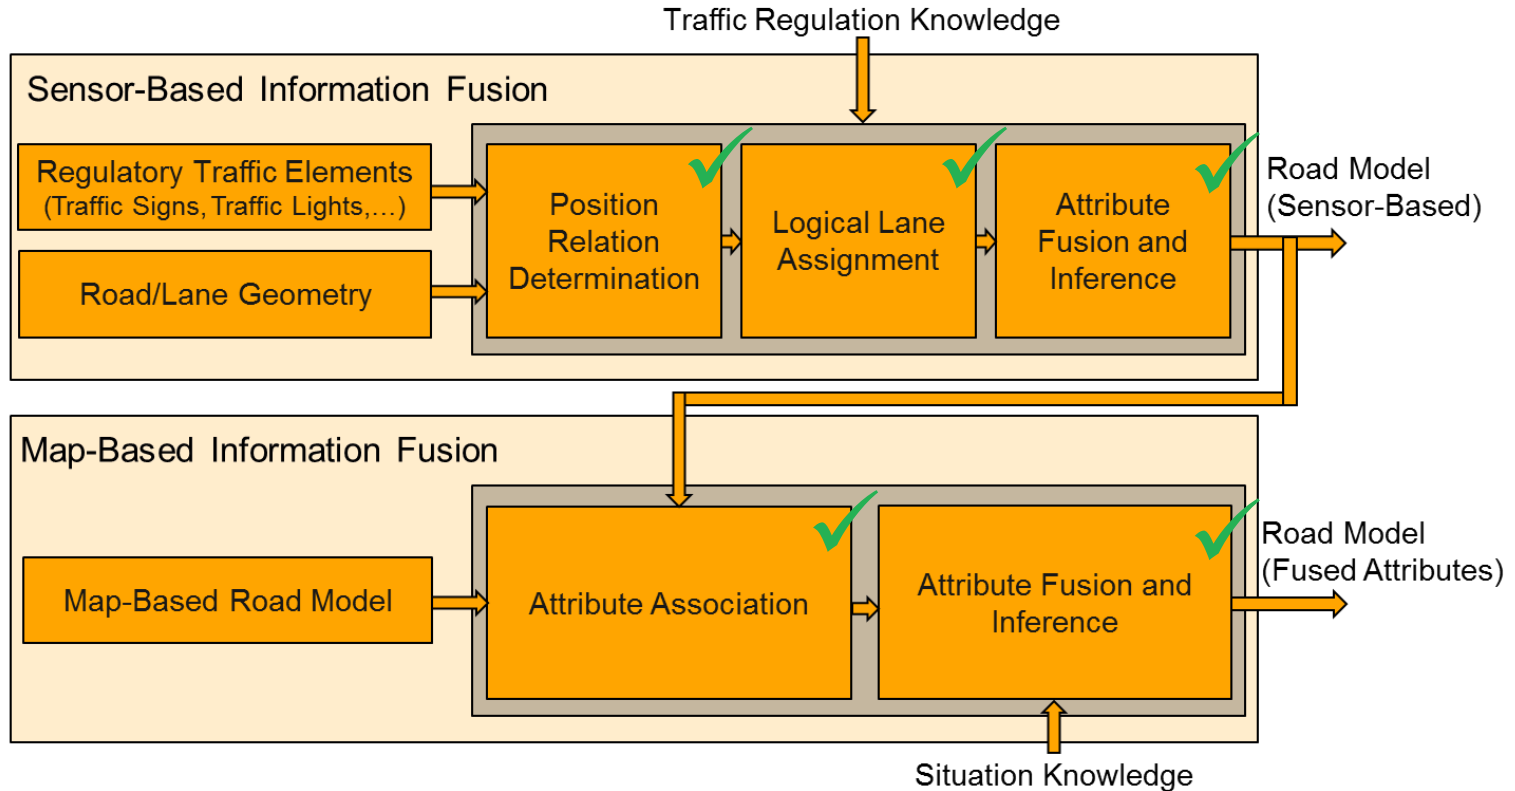 Traffic Regulation Knowledge
Sensor-Based Information Fusion
Regulatory Traffic Elements
(Traffic Signs, Traffic Lights,...)
Road/Lane Geometry
Position
Relation
Determination
Logical Lane
Assignment
Attribute
Fusion and
Inference
Road Model
(Sensor-Based)
Map-Based Information Fusion
Map-Based Road Model
Attribute Association
Attribute Fusion and
Inference
Road Model
(Fused Attributes)
Situation Knowledge